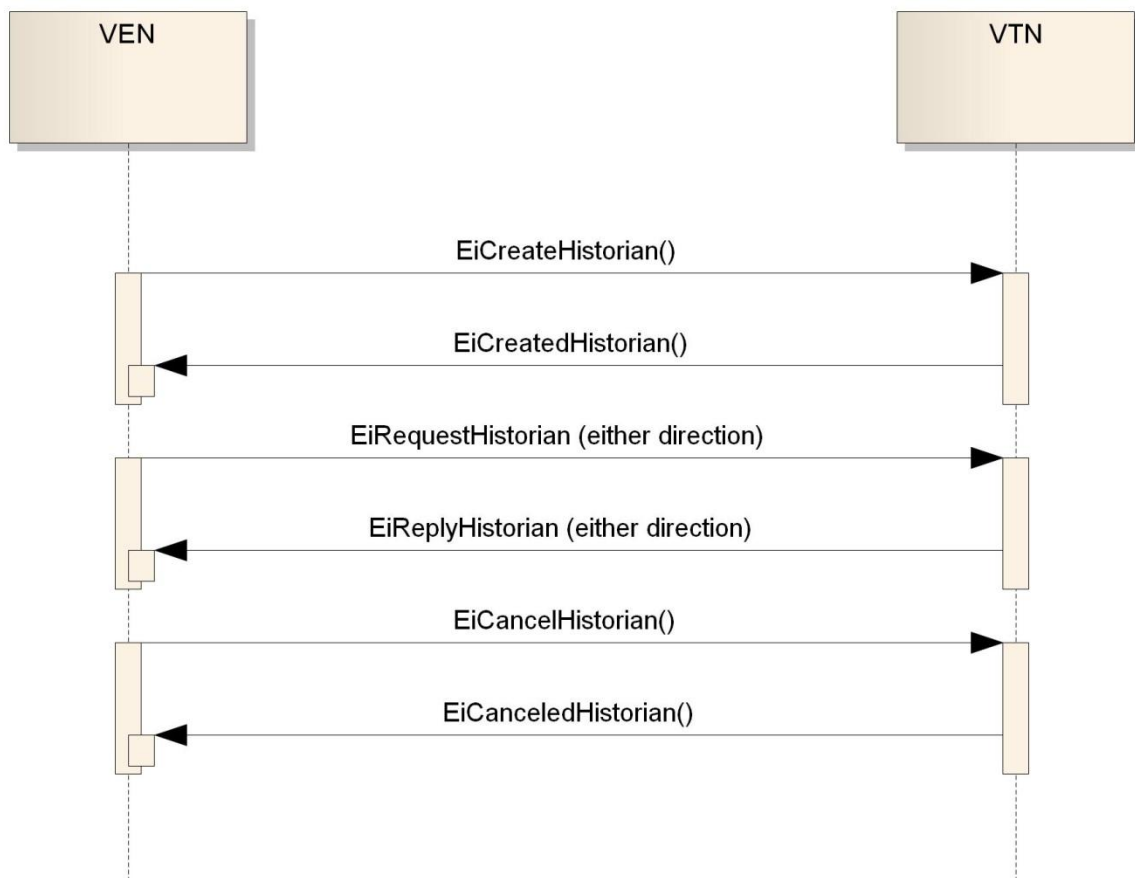 VEN
VTN
EiCreateHistorian()
EiCreatedHistorian()
EiRequestHistorian (either direction)
EiReplyHistorian (either direction)
EiCancelHistorian()
EiCanceledHistorian()